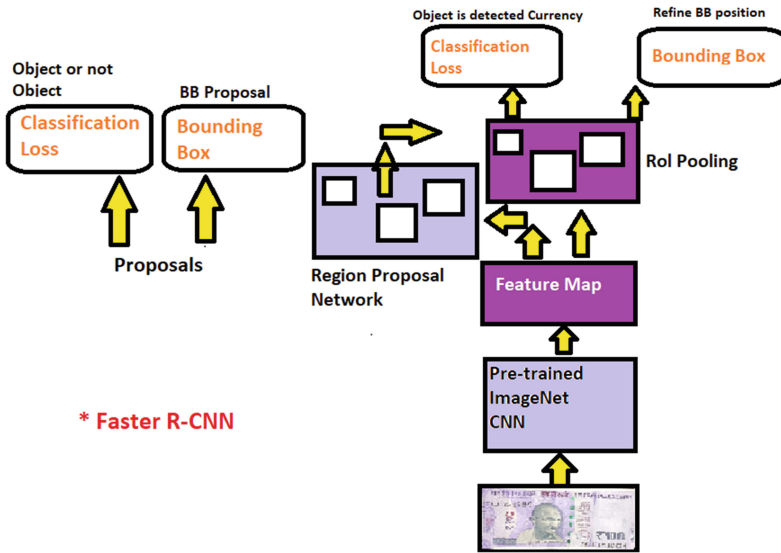 Object is detected Currency
Refine BB position
Classification
Loss
Bounding Box
Object or not
Object
BB Proposal
Classification
Loss
Bounding
Box
RoI Pooling
Proposals
Region Proposal
Network
Feature Map
Pre-trained
ImageNet
CNN
* Faster R-CNN